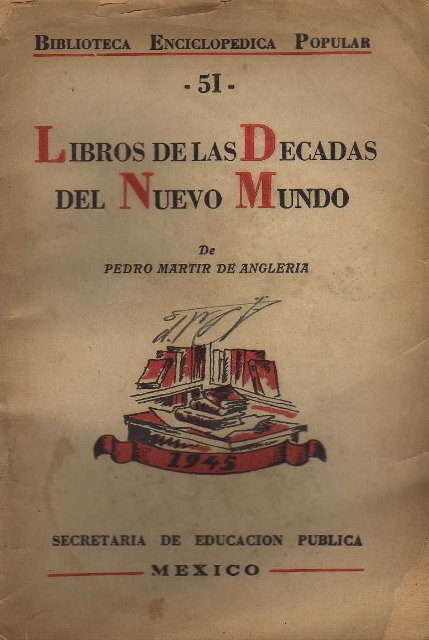 BIBLIOTECA ENCICLOPEDICA POPULAR
- 51 -
LIBROS DE LAS DECADAS
DEL NUEVO MUNDO
De
PEDRO MARTIR DE ANGLERIA
1945
SECRETARIA DE EDUCACION PUBLICA
MEXICO